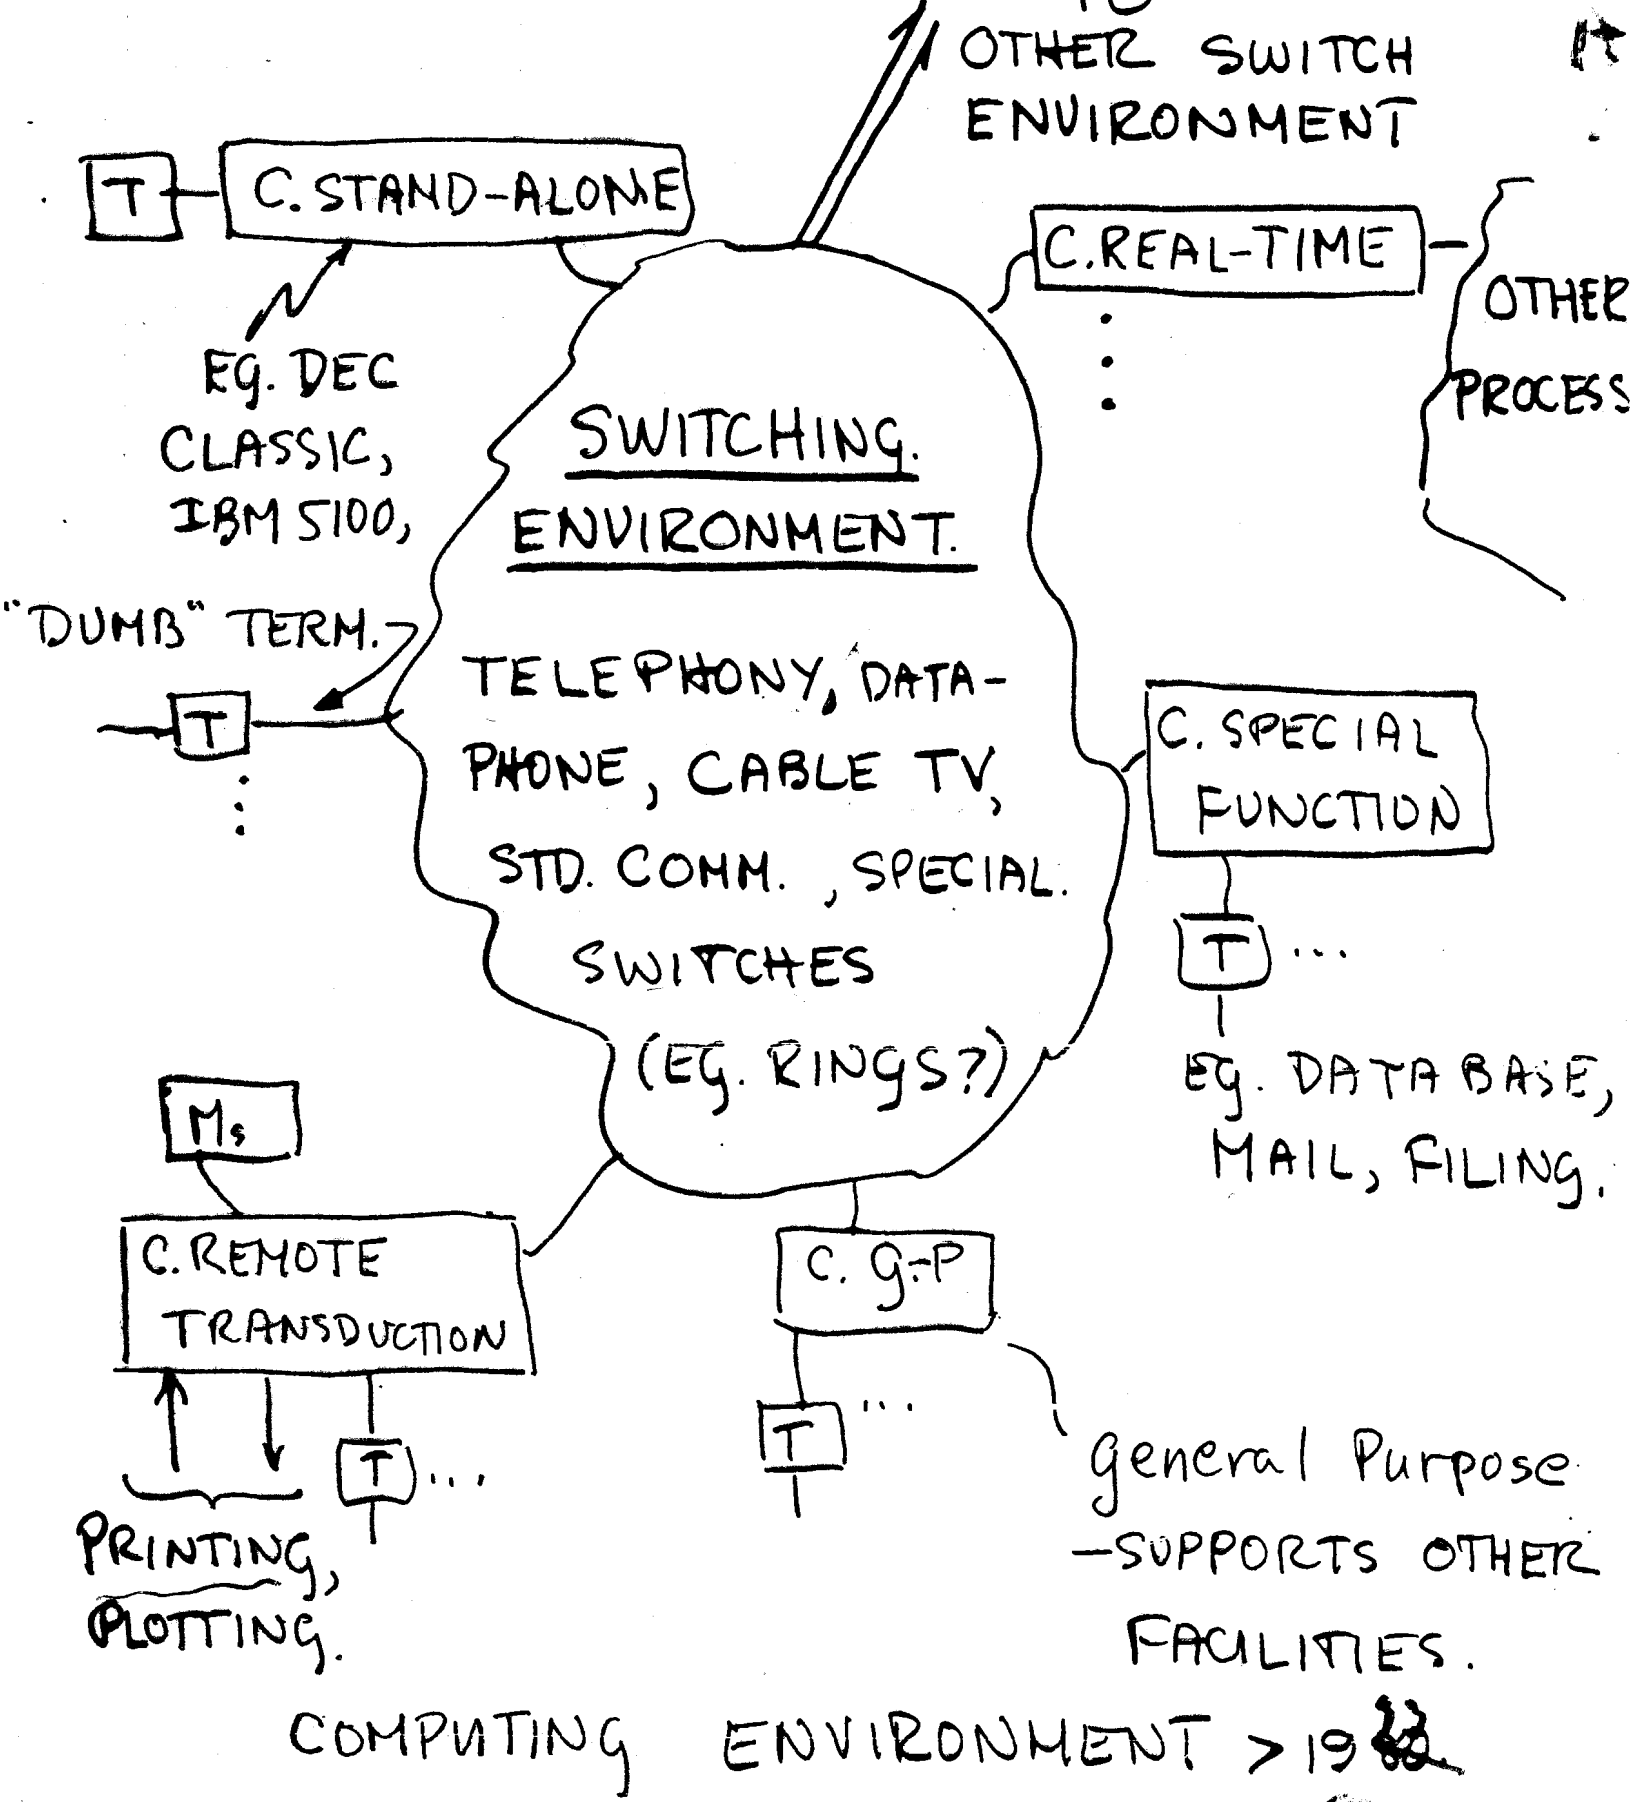 TO
OTHER SWITCH
ENVIRONMENT
T
C. STAND-ALONE
C. REAL-TIME
OTHER
PROCESS
EG. DEC
CLASSIC,
IBM 5100,
SWITCHING.
ENVIRONMENT.
"DUMB" TERM.
T
TELEPHONY, DATA-
PHONE, CABLE TV,
STD. COMM., SPECIAL.
SWITCHES
(EG. RINGS?)
C. SPECIAL
FUNCTION
T ...
EG. DATABASE,
MAIL, FILING.
Ms
C. REMOTE
TRANSDUCTION
T ...
PRINTING,
PLOTTING.
C. G-P
T ...
General Purpose
—SUPPORTS OTHER
FACILITIES.
COMPUTING ENVIRONMENT > 19